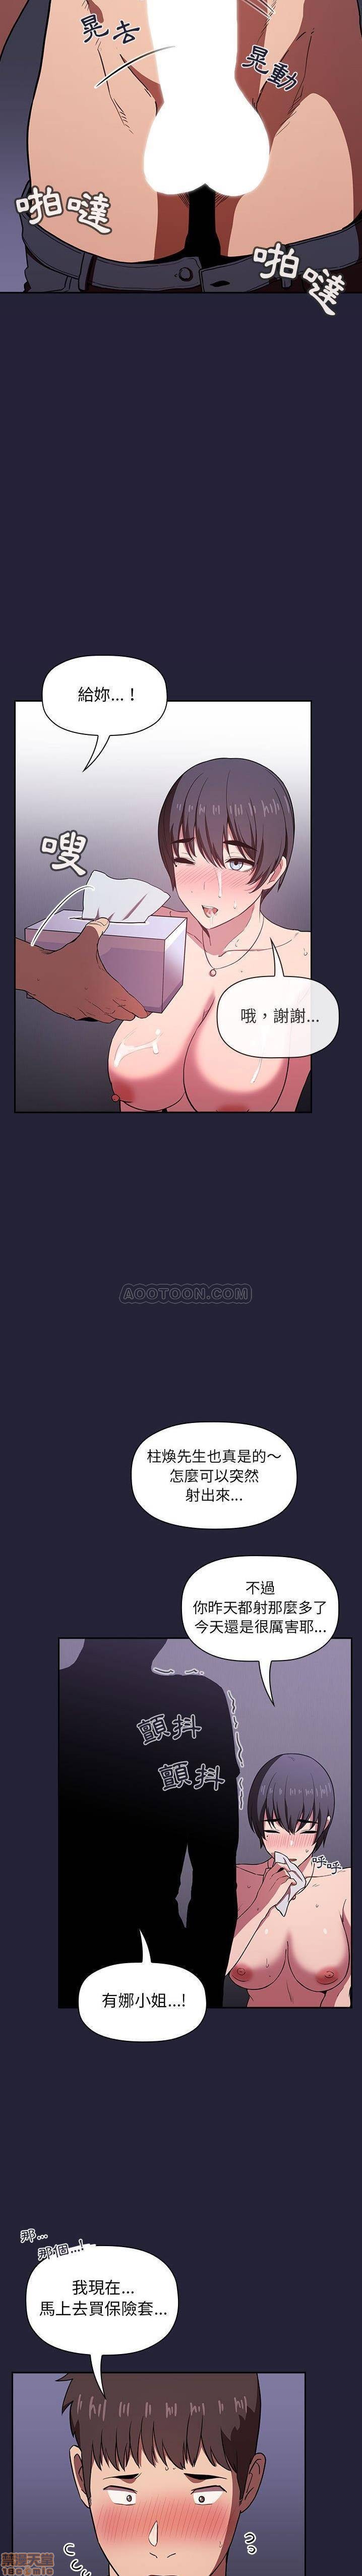 晃去
晃動
啪噠
啪噠
給妳...！
嗖
哦，謝謝...
AOOTOON.COM
柱煥先生也真是的～
怎麼可以突然
射出來...
不過
你昨天都射那麼多了
今天還是很厲害耶...
顫抖
顫抖
呼呼
有娜小姐...!
那...
那個...!
我現在...
馬上去買保險套...